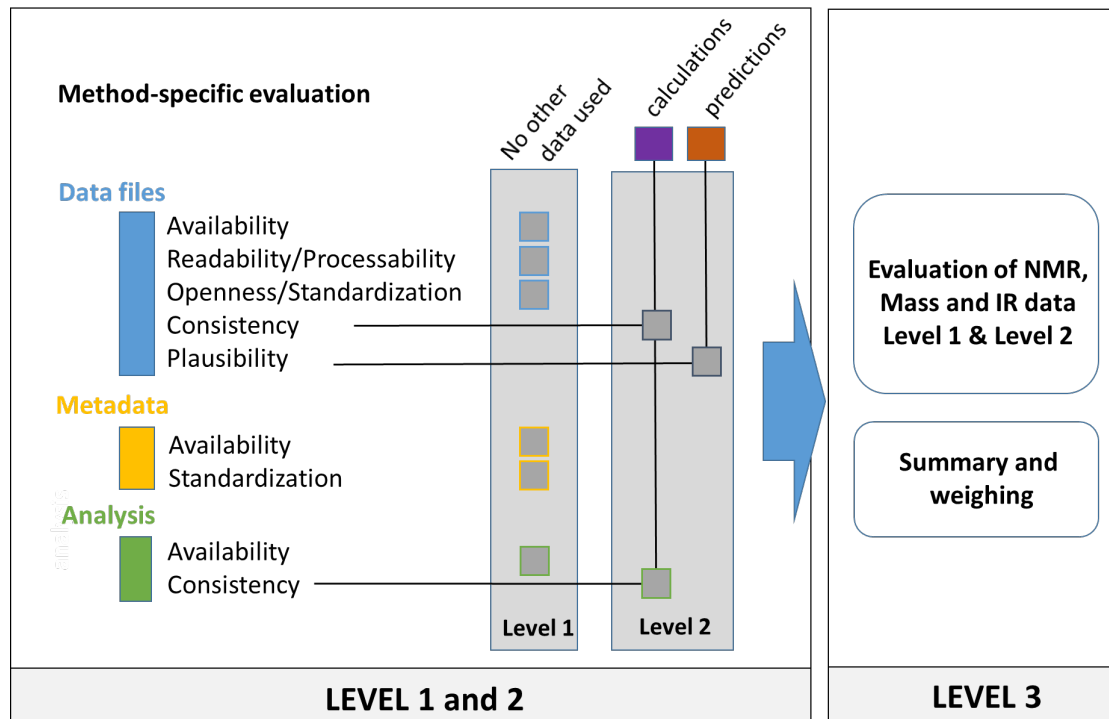 Method-specific evaluation
No other
data used
calculations
predictions
Data files
Availability
Readability/Processability
Openness/Standardization
Consistency
Plausibility
Metadata
Availability
Standardization
Analysis
analysis
Availability
Consistency
Level 1
Level 2
LEVEL 1 and 2
Evaluation of NMR,
Mass and IR data
Level 1 & Level 2
Summary and
weighing
LEVEL 3